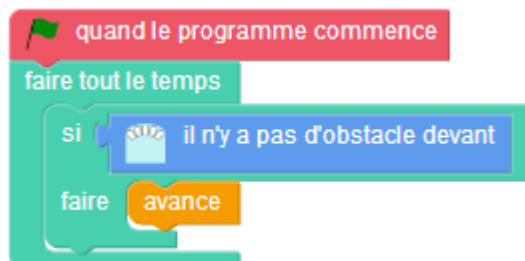 quand le programme commence
faire tout le temps
si il n'y a pas d'obstacle devant
faire avance